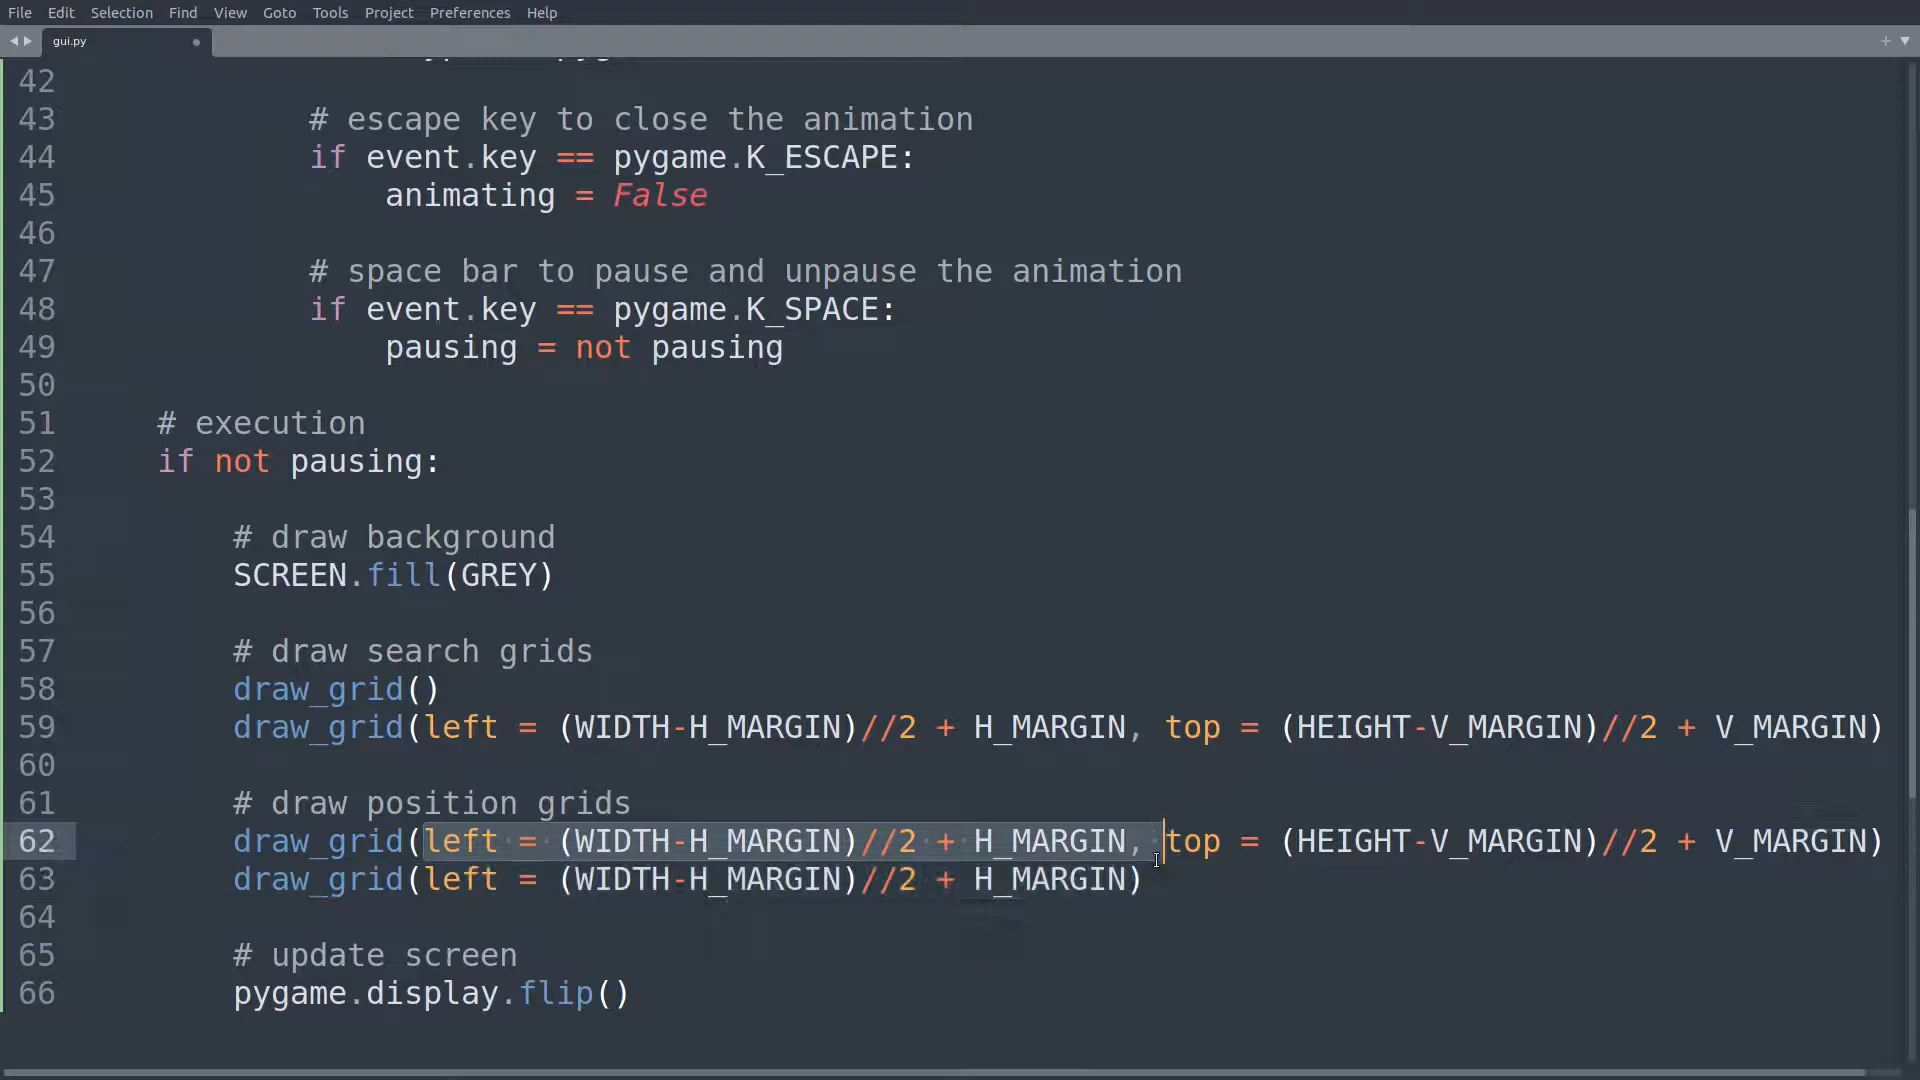 File Edit Selection Find View Goto Tools Project Preferences Help
gui.py
42
43 # escape key to close the animation
44 if event.key == pygame.K_ESCAPE:
45 animating = False
46
47 # space bar to pause and unpause the animation
48 if event.key == pygame.K_SPACE:
49 pausing = not pausing
50
51 # execution
52 if not pausing:
53
54 # draw background
55 SCREEN.fill(GREY)
56
57 # draw search grids
58 draw_grid()
59 draw_grid(left = (WIDTH-H_MARGIN)//2 + H_MARGIN, top = (HEIGHT-V_MARGIN)//2 + V_MARGIN)
60
61 # draw position grids
62 draw_grid(left = (WIDTH-H_MARGIN)//2 + H_MARGIN, top = (HEIGHT-V_MARGIN)//2 + V_MARGIN)
63 draw_grid(left = (WIDTH-H_MARGIN)//2 + H_MARGIN)
64
65 # update screen
66 pygame.display.flip()